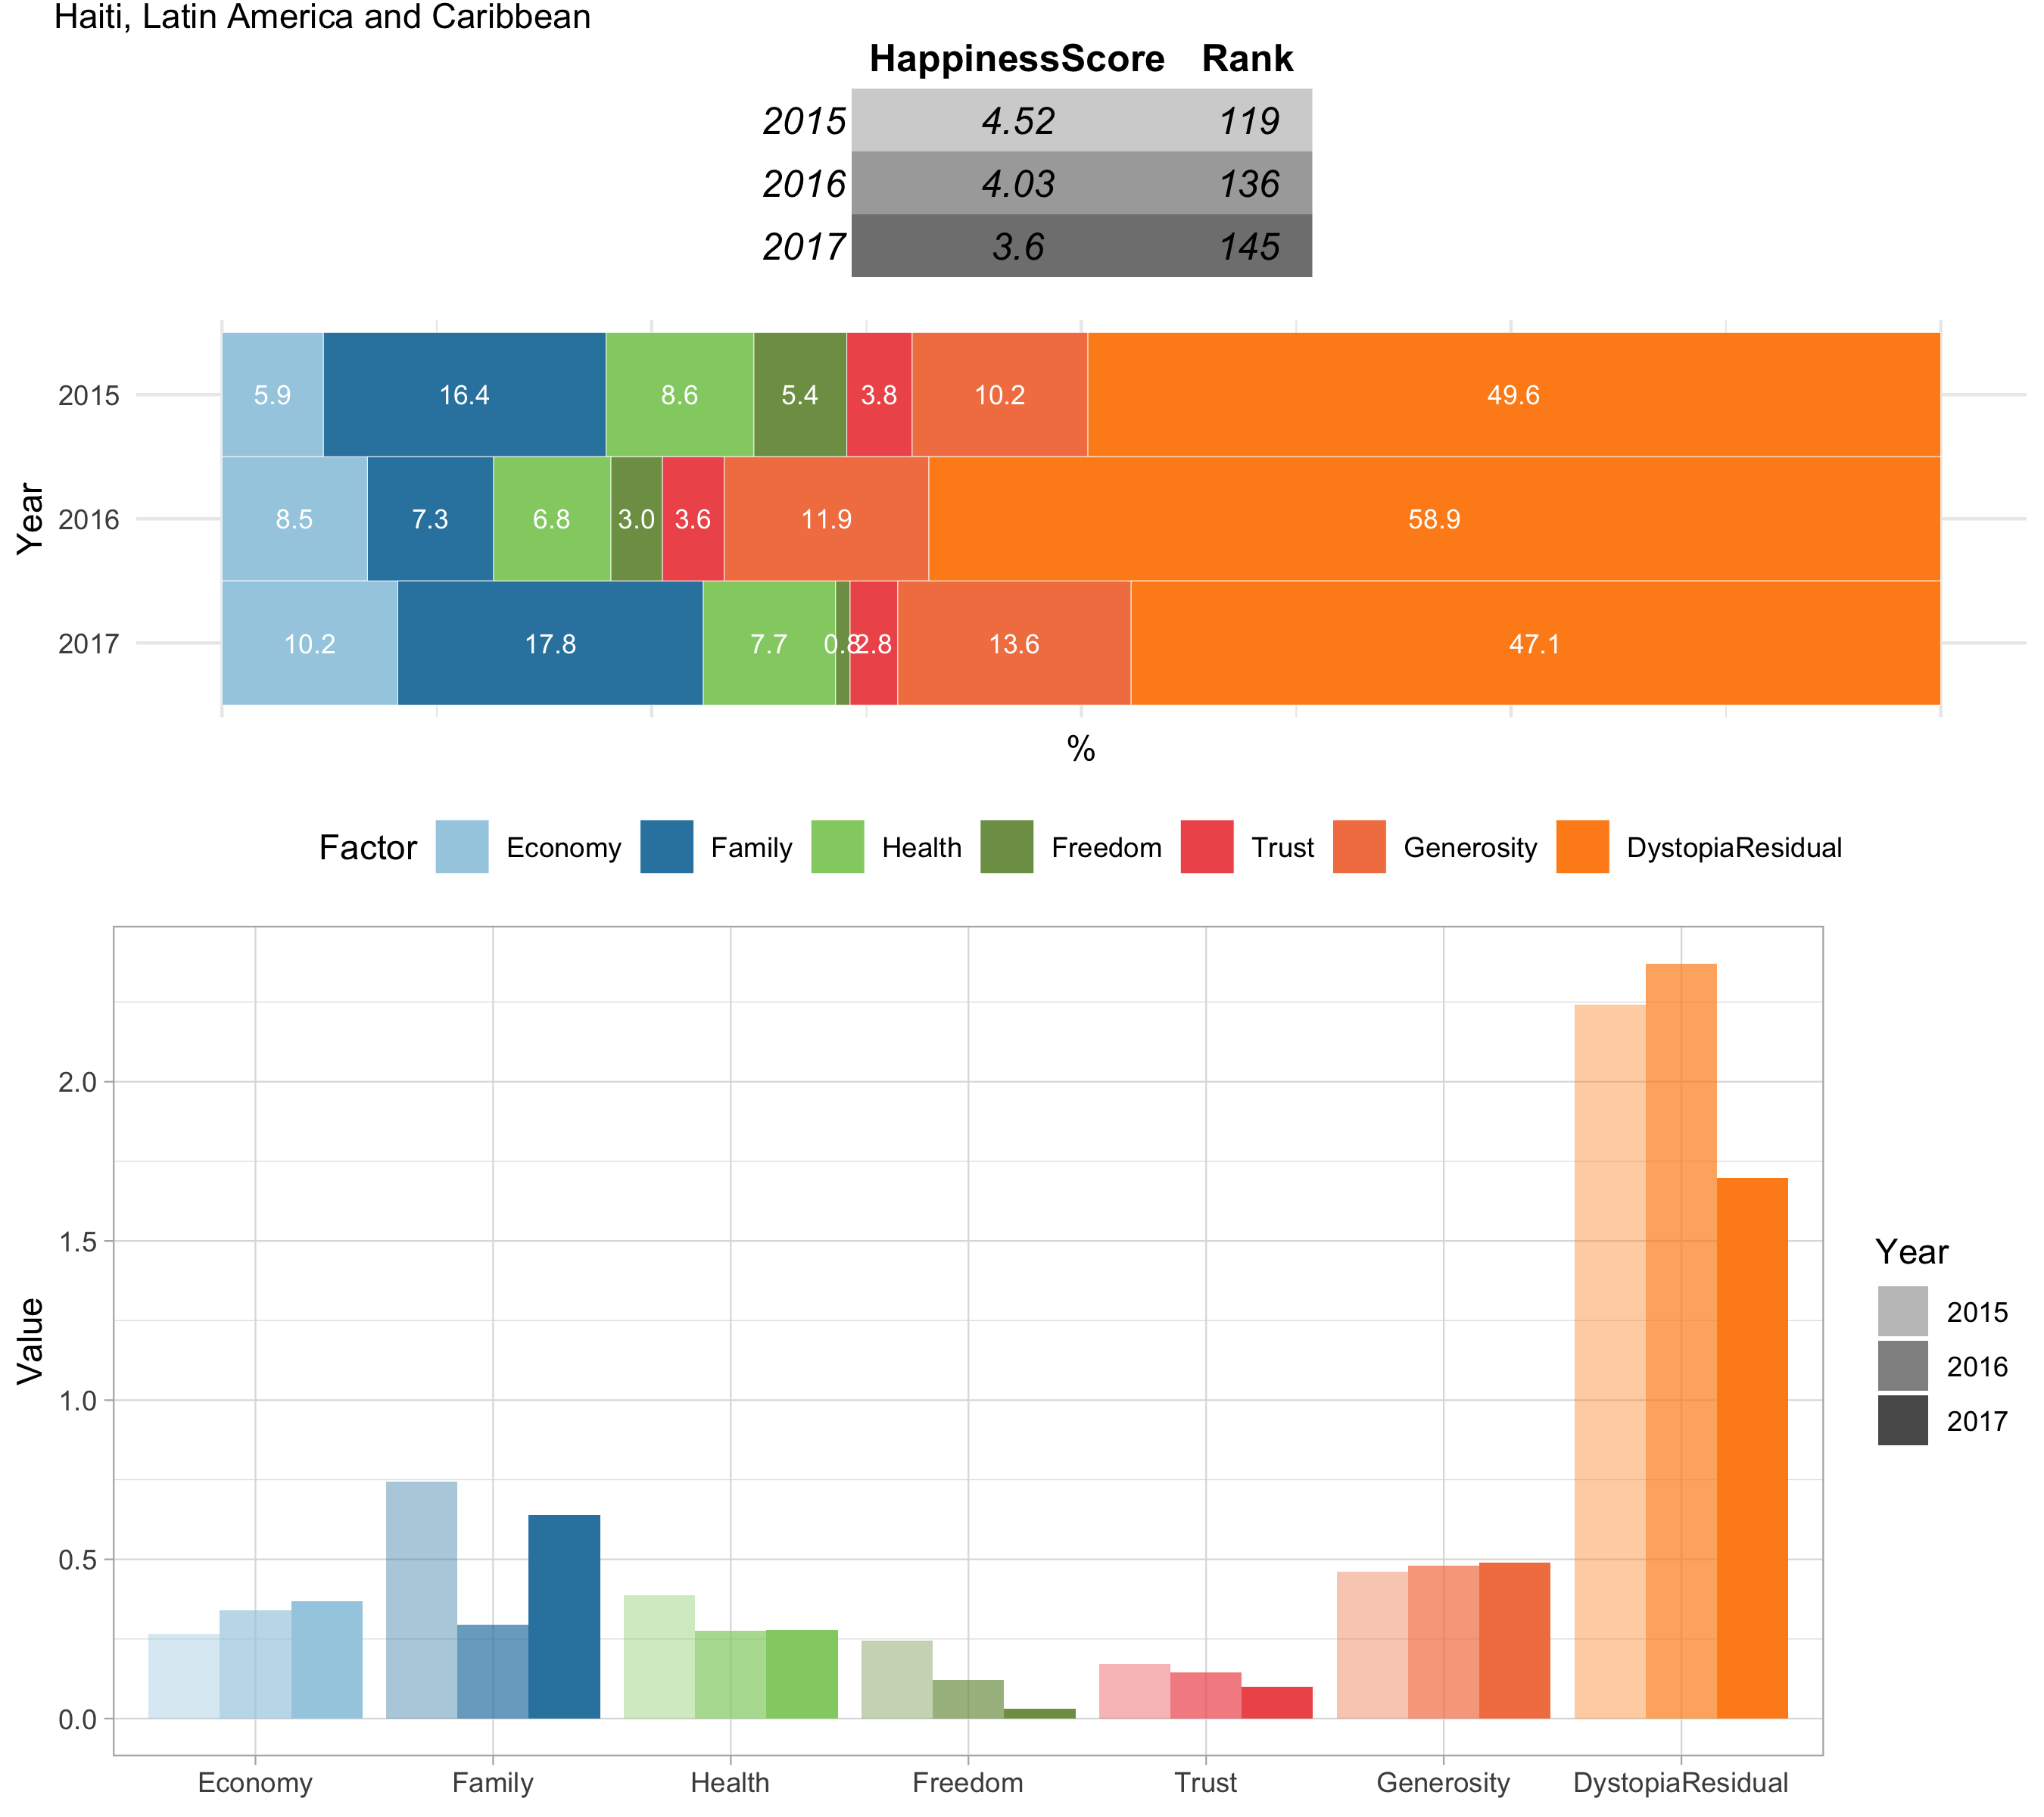 Haiti, Latin America and Caribbean
HappinessScore Rank
2015 4.52 119
2016 4.03 136
2017 3.6 145
2015 5.9 16.4 8.6 5.4 3.8 10.2 49.6
2016 8.5 7.3 6.8 3.0 3.6 11.9 58.9
2017 10.2 17.8 7.7 0.8 2.8 13.6 47.1
Year
%
Factor Economy Family Health Freedom Trust Generosity DystopiaResidual
2.0
1.5
1.0
0.5
0.0
Value
Economy Family Health Freedom Trust Generosity DystopiaResidual
Year
2015
2016
2017